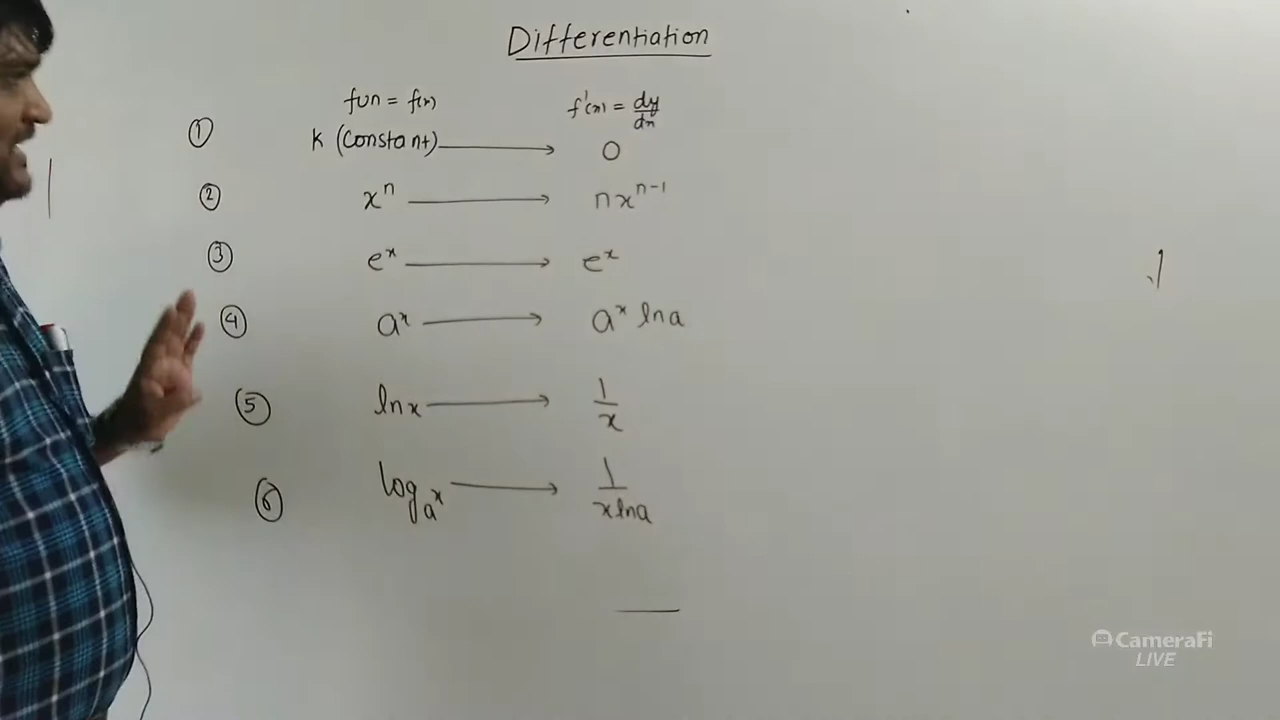 Differentiation
fun = f(x) f'(x) = dy/dx
① K (Constant) → 0
② xⁿ → nxⁿ⁻¹
③ eˣ → eˣ
④ aˣ → aˣ ln a
⑤ ln x → 1/x
⑥ logₐx → 1/(x ln a)
CameraFi
LIVE